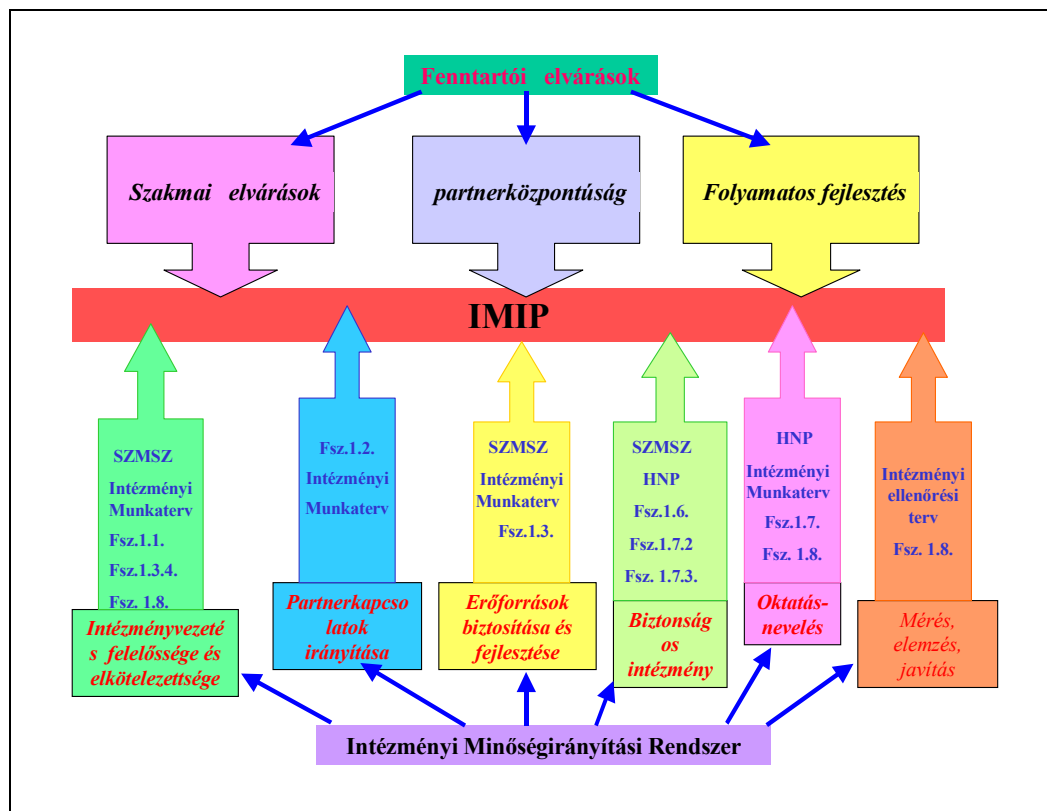 Fenntartói elvárások
Szakmai elvárások
partnerközpontúság
Folyamatos fejlesztés
IMIP
SZMSZ
Intézményi
Munkaterv
Fsz.1.1.
Fsz.1.3.4.
Fsz. 1.8.
Intézményvezeté
s felelőssége és
elkötelezettsége
Fsz.1.2.
Intézményi
Munkaterv
Partnerkapcso
latok
irányítása
SZMSZ
Intézményi
Munkaterv
Fsz.1.3.
Erőforrások
biztosítása és
fejlesztése
SZMSZ
HNP
Fsz.1.6.
Fsz.1.7.2
Fsz. 1.7.3.
Biztonság
os
intézmény
HNP
Intézményi
Munkaterv
Fsz.1.7.
Fsz. 1.8.
Oktatás-
nevelés
Intézményi
ellenőrési
terv
Fsz. 1.8.
Mérés,
elemzés,
javítás
Intézményi Minőségirányítási Rendszer